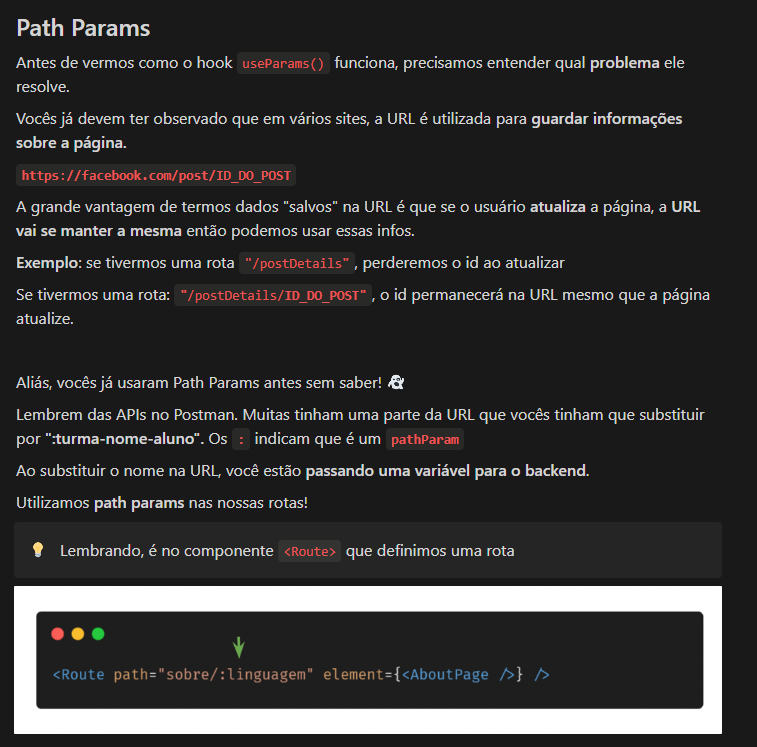 Path Params
Antes de vermos como o hook useParams() funciona, precisamos entender qual problema ele
resolve.
Vocês já devem ter observado que em vários sites, a URL é utilizada para guardar informações
sobre a página.
https://facebook.com/post/ID_DO_POST
A grande vantagem de termos dados "salvos" na URL é que se o usuário atualiza a página, a URL
vai se manter a mesma então podemos usar essas infos.
Exemplo: se tivermos uma rota "/postDetails", perderemos o id ao atualizar
Se tivermos uma rota: "/postDetails/ID_DO_POST", o id permanecerá na URL mesmo que a página
atualize.
Aliás, vocês já usaram Path Params antes sem saber! 👻
Lembrem das APIs no Postman. Muitas tinham uma parte da URL que vocês tinham que substituir
por ":turma-nome-aluno". Os : indicam que é um pathParam
Ao substituir o nome na URL, você estão passando uma variável para o backend.
Utilizamos path params nas nossas rotas!
💡 Lembrando, é no componente <Route> que definimos uma rota
<Route path="sobre/:linguagem" element={<AboutPage />} />